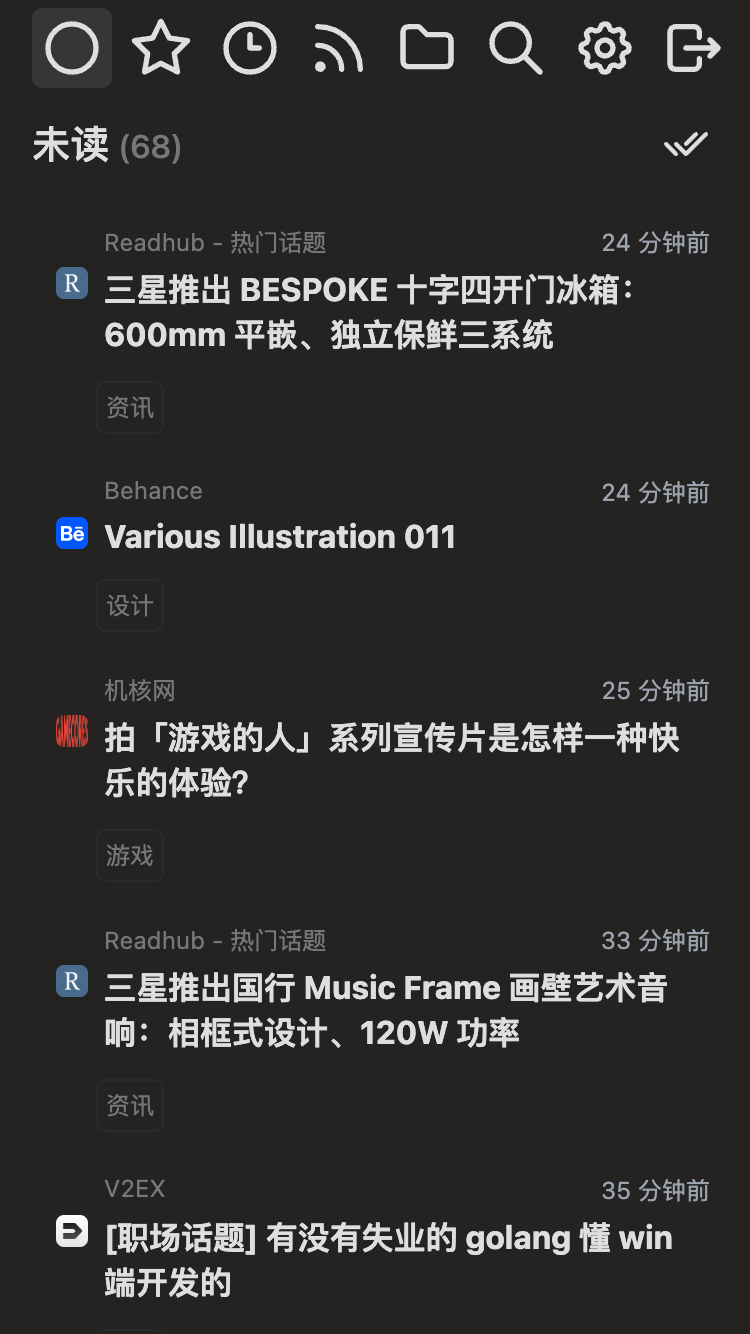 未读 (68)
Readhub - 热门话题
24 分钟前
R
三星推出 BESPOKE 十字四开门冰箱：
600mm 平嵌、独立保鲜三系统
资讯
Behance
24 分钟前
Bē
Various Illustration 011
设计
机核网
25 分钟前
GAMECORES
拍「游戏的人」系列宣传片是怎样一种快
乐的体验?
游戏
Readhub - 热门话题
33 分钟前
R
三星推出国行 Music Frame 画壁艺术音
响：相框式设计、120W 功率
资讯
V2EX
35 分钟前
[职场话题] 有没有失业的 golang 懂 win
端开发的